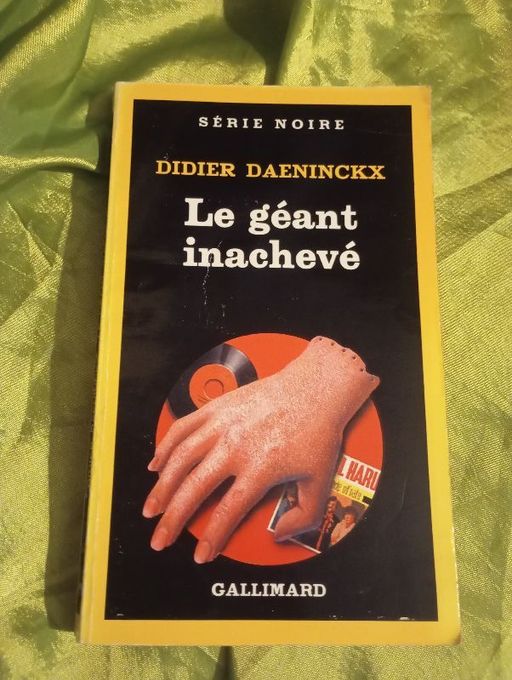 SÉRIE NOIRE
DIDIER DAENINCKX
Le géant
inachevé
GALLIMARD